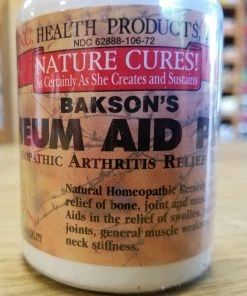 HEALTH PRODUCTS,
NDC 62888-106-72
NATURE CURES!
As Certainly As She Creates and Sustains
BAKSON'S
EUM AID P
PATHIC ARTHRITIS RELIEF
Natural Homeopathic Remed
relief of bone, joint and mus
Aids in the relief of swollen,
joints, general muscle weak
neck stiffness.